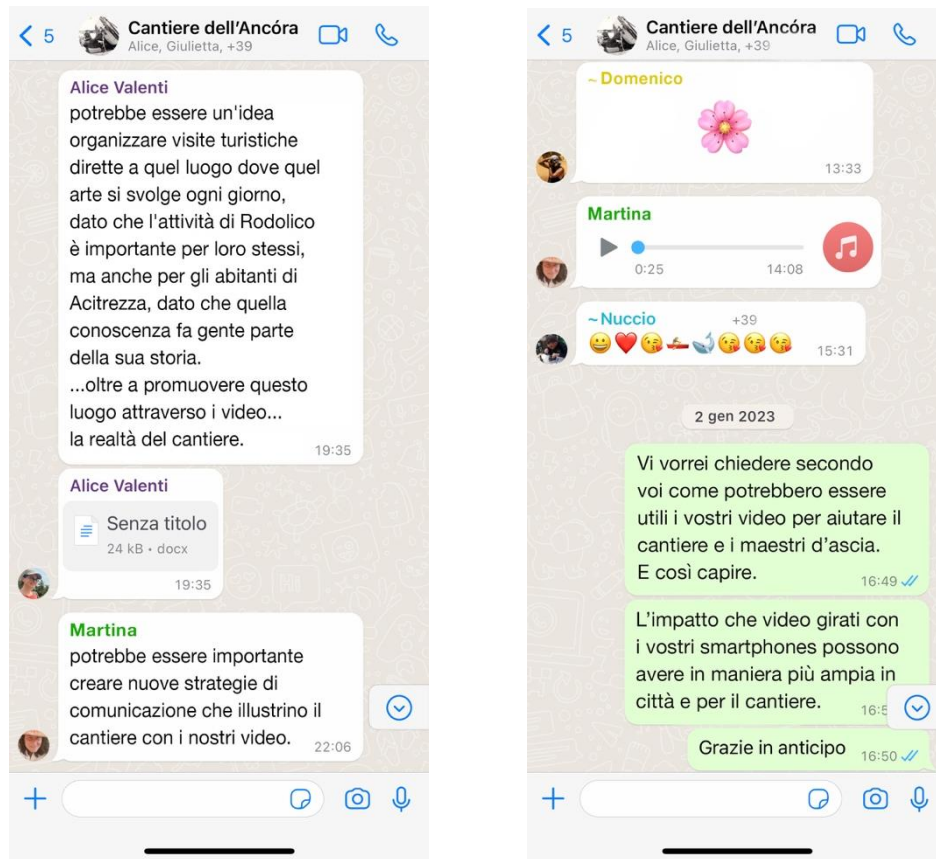 5
Cantiere dell'Ancóra
Alice, Giulietta, +39
Alice Valenti
potrebbe essere un'idea
organizzare visite turistiche
dirette a quel luogo dove quel
arte si svolge ogni giorno,
dato che l'attività di Rodolico
è importante per loro stessi,
ma anche per gli abitanti di
Acitrezza, dato che quella
conoscenza fa gente parte
della sua storia.
...oltre a promuovere questo
luogo attraverso i video...
la realtà del cantiere.
19:35
Alice Valenti
Senza titolo
24 kB • docx
19:35
Martina
potrebbe essere importante
creare nuove strategie di
comunicazione che illustrino il
cantiere con i nostri video.
22:06
5
Cantiere dell'Ancóra
Alice, Giulietta, +39
~ Domenico
13:33
Martina
0:25 14:08
~ Nuccio +39
😀❤️😘🚣🐋😘😘😘 15:31
2 gen 2023
Vi vorrei chiedere secondo
voi come potrebbero essere
utili i vostri video per aiutare il
cantiere e i maestri d'ascia.
E così capire.
16:49
L'impatto che video girati con
i vostri smartphones possono
avere in maniera più ampia in
città e per il cantiere.
Grazie in anticipo 16:50